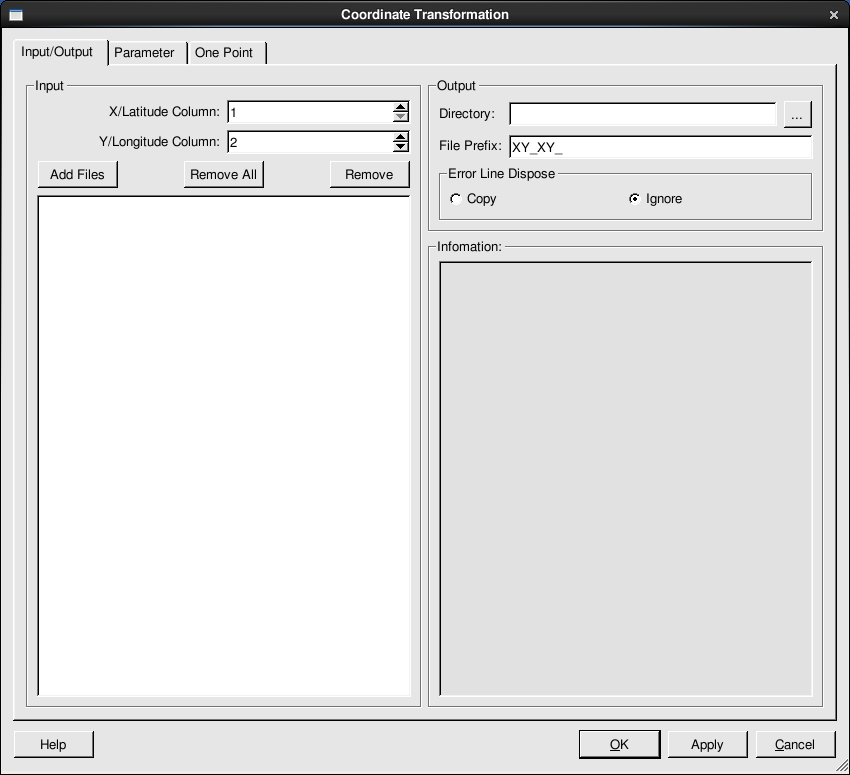 Coordinate Transformation
Input/Output Parameter One Point
Input
X/Latitude Column: 1
Y/Longitude Column: 2
Add Files Remove All Remove
Output
Directory: ...
File Prefix: XY_XY_
Error Line Dispose
Copy Ignore
Infomation:
Help OK Apply Cancel